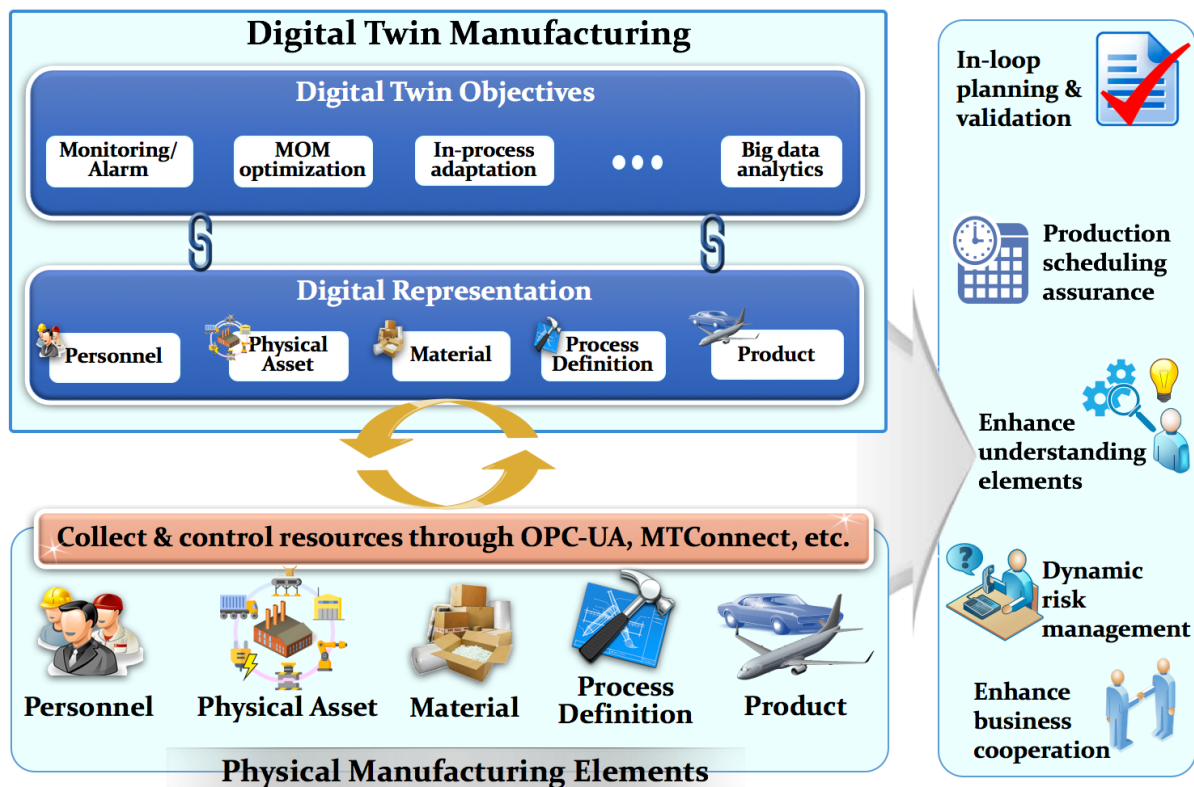 Digital Twin Manufacturing
Digital Twin Objectives
Monitoring/
Alarm
MOM
optimization
In-process
adaptation
•••
Big data
analytics
Digital Representation
Personnel
Physical
Asset
Material
Process
Definition
Product
Collect & control resources through OPC-UA, MTConnect, etc.
Personnel
Physical Asset
Material
Process
Definition
Product
Physical Manufacturing Elements
In-loop
planning &
validation
Production
scheduling
assurance
Enhance
understanding
elements
?
Dynamic
risk
management
Enhance
business
cooperation